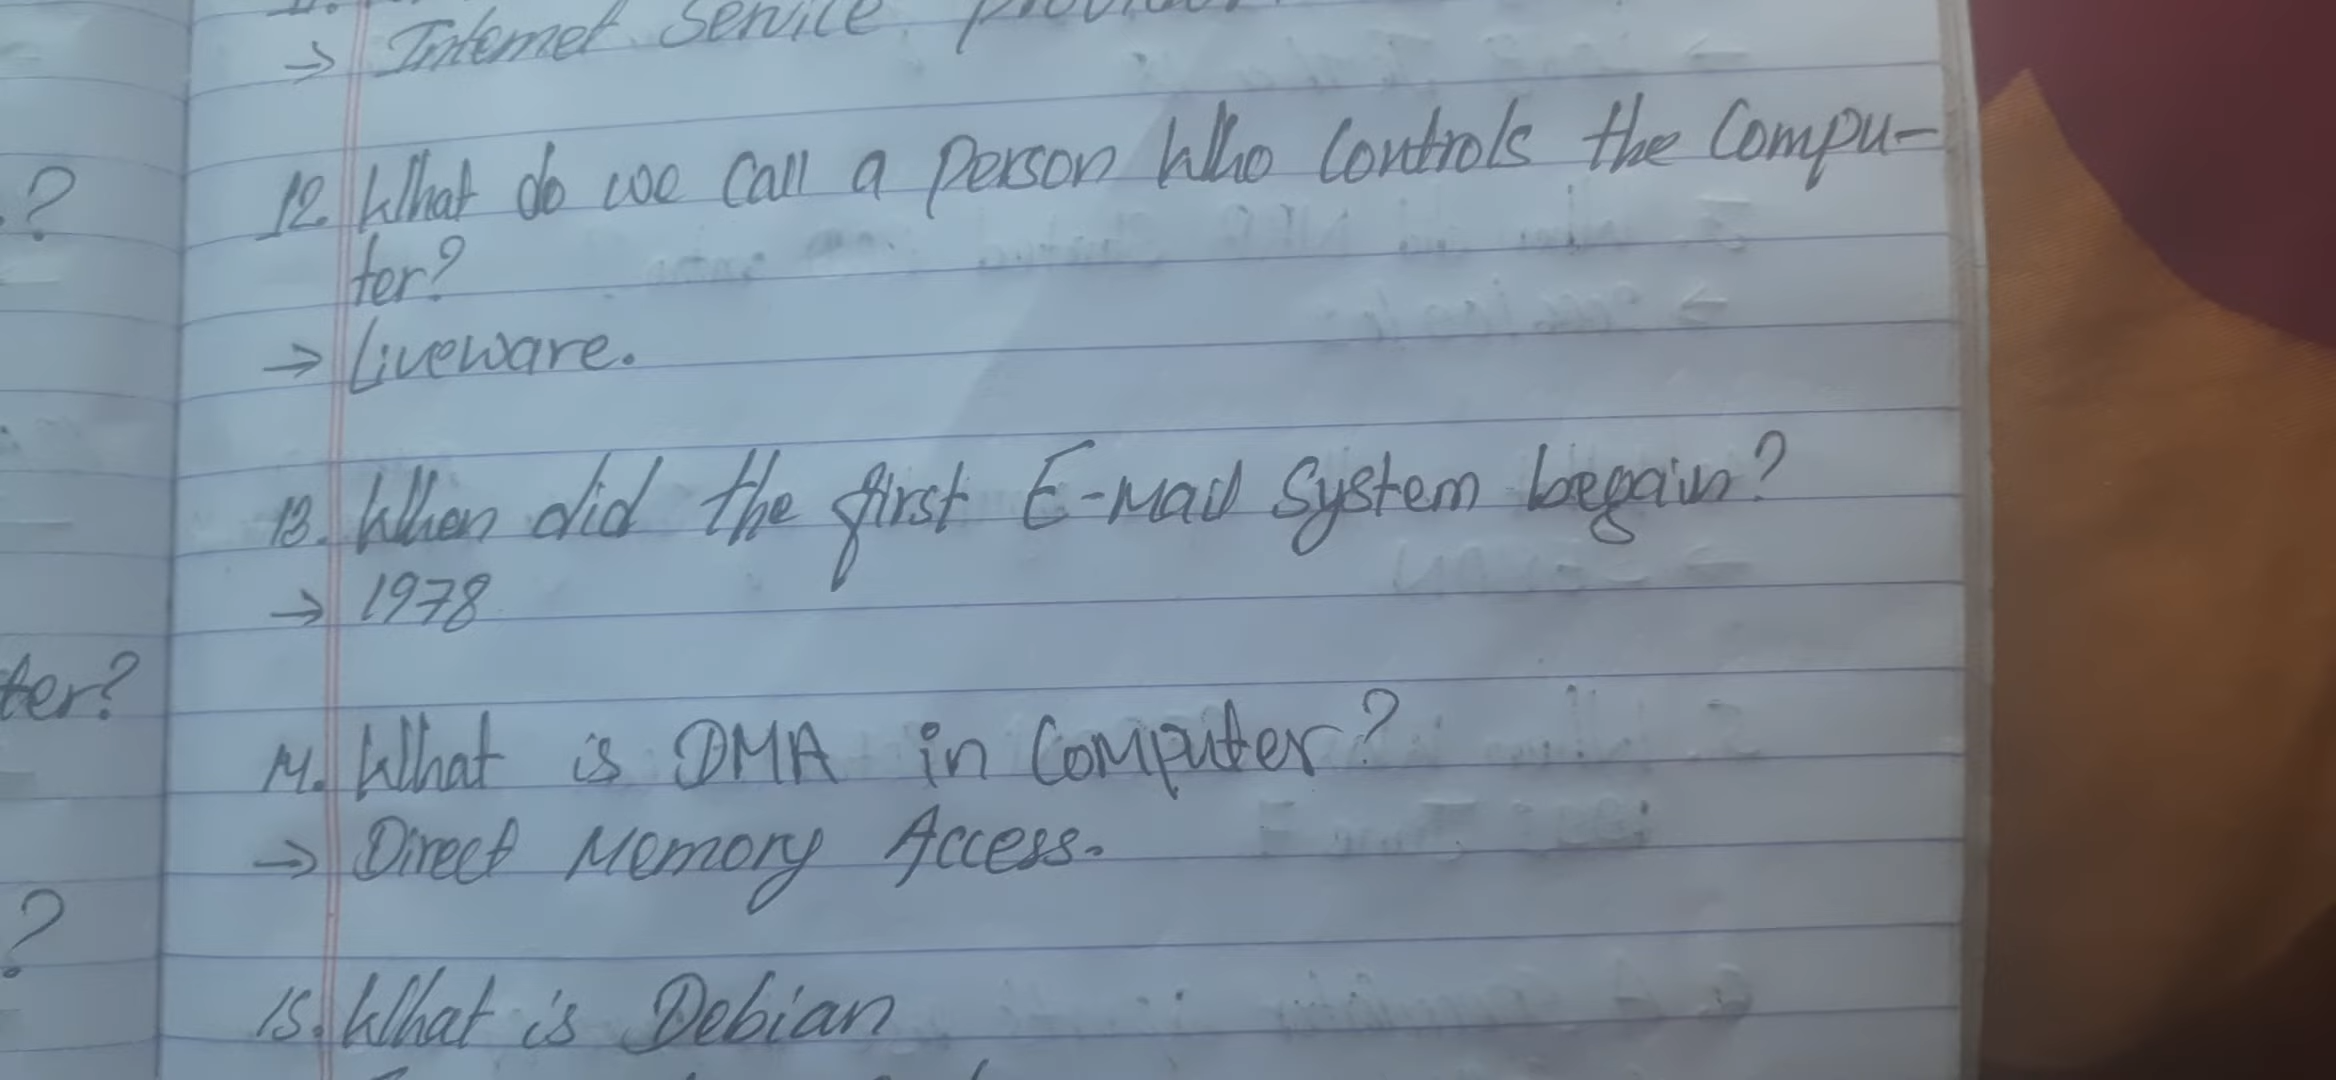 ?
ter?
?
→ Internet Service
12. What do we call a person who controls the compu-
ter?
→ Liveware.
13. When did the first E-mail system begain?
→ 1978
14. What is DMA in Computer?
→ Direct Memory Access.
15. What is Debian